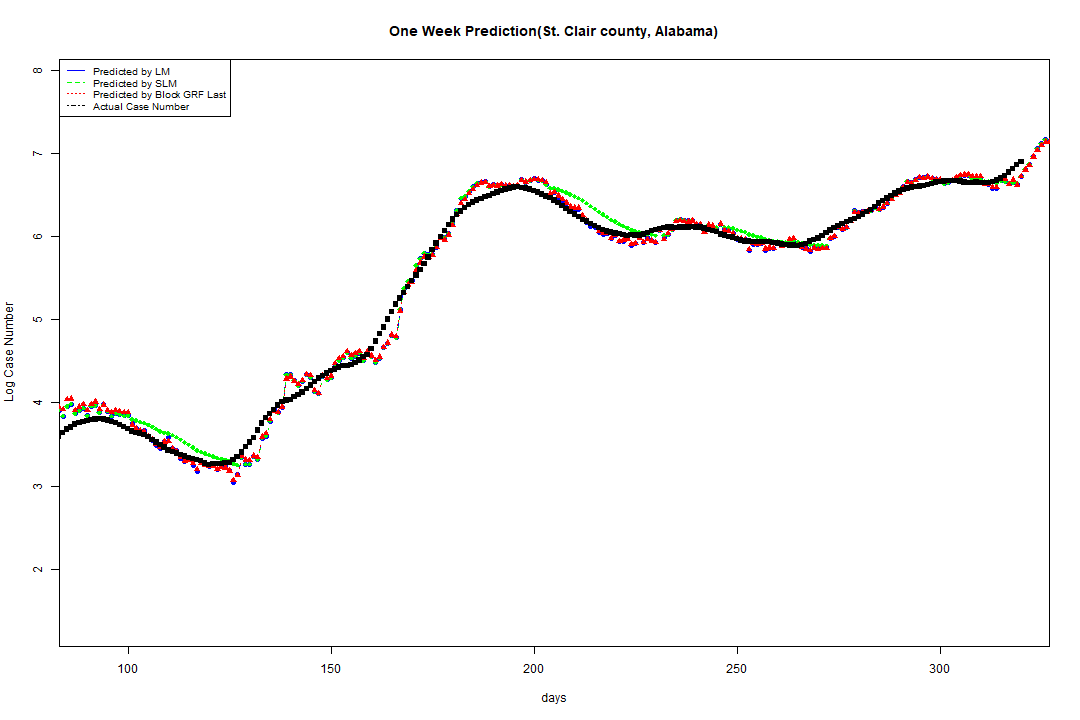 One Week Prediction(St. Clair county, Alabama)
Predicted by LM
Predicted by SLM
Predicted by Block GRF Last
Actual Case Number
8
7
6
5
4
3
2
Log Case Number
100 150 200 250 300
days